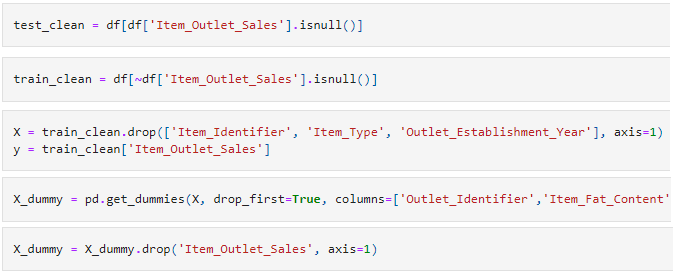 test_clean = df[df['Item_Outlet_Sales'].isnull()]
train_clean = df[~df['Item_Outlet_Sales'].isnull()]
X = train_clean.drop(['Item_Identifier', 'Item_Type', 'Outlet_Establishment_Year'], axis=1)
y = train_clean['Item_Outlet_Sales']
X_dummy = pd.get_dummies(X, drop_first=True, columns=['Outlet_Identifier','Item_Fat_Content'
X_dummy = X_dummy.drop('Item_Outlet_Sales', axis=1)